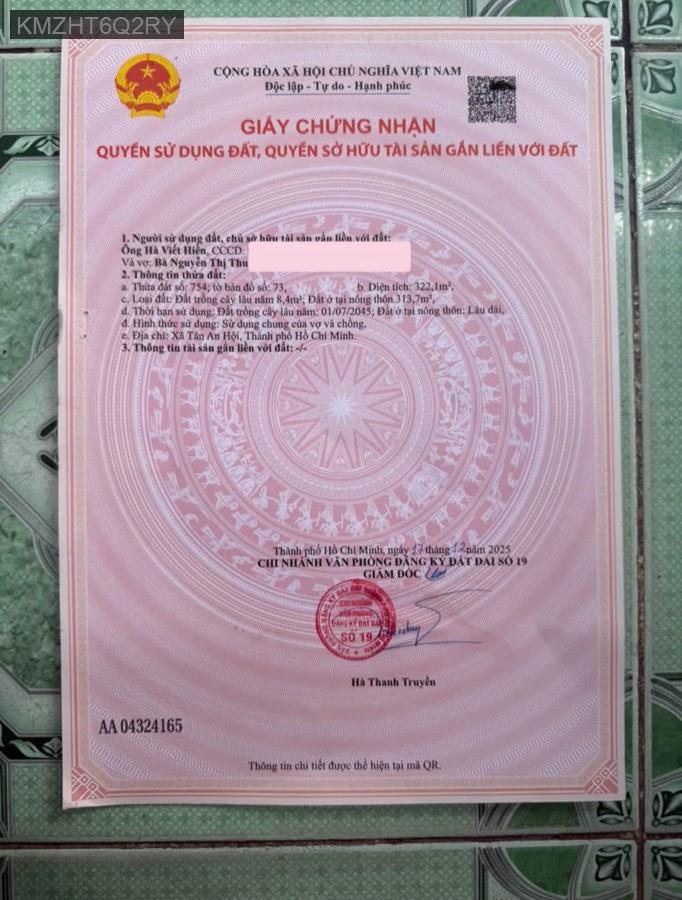 KMZHT6Q2RY
CỘNG HÒA XÃ HỘI CHỦ NGHĨA VIỆT NAM
Độc lập - Tự do - Hạnh phúc
GIẤY CHỨNG NHẬN
QUYỀN SỬ DỤNG ĐẤT, QUYỀN SỞ HỮU TÀI SẢN GẮN LIỀN VỚI ĐẤT
1. Người sử dụng đất, chủ sở hữu tài sản gắn liền với đất:
Ông Hà Viết Hiền, CCCD:
Và vợ: Bà Nguyễn Thị Thu
2. Thông tin thửa đất:
a. Thửa đất số: 754; tờ bản đồ số: 73, b. Diện tích: 322,1m²,
c. Loại đất: Đất trồng cây lâu năm 8,4m²; Đất ở tại nông thôn 313,7m²,
d. Thời hạn sử dụng: Đất trồng cây lâu năm: 01/07/2045; Đất ở tại nông thôn: Lâu dài,
đ. Hình thức sử dụng: Sử dụng chung của vợ và chồng,
e. Địa chỉ: Xã Tân An Hội, Thành phố Hồ Chí Minh.
3. Thông tin tài sản gắn liền với đất: -/-
Thành phố Hồ Chí Minh, ngày 17 tháng 12 năm 2025
CHI NHÁNH VĂN PHÒNG ĐĂNG KÝ ĐẤT ĐAI SỐ 19
GIÁM ĐỐC
CHI NHÁNH
VĂN PHÒNG
ĐĂNG KÝ ĐẤT ĐAI
SỐ 19
Hà Thanh Truyền
AA 04324165
Thông tin chi tiết được thể hiện tại mã QR.